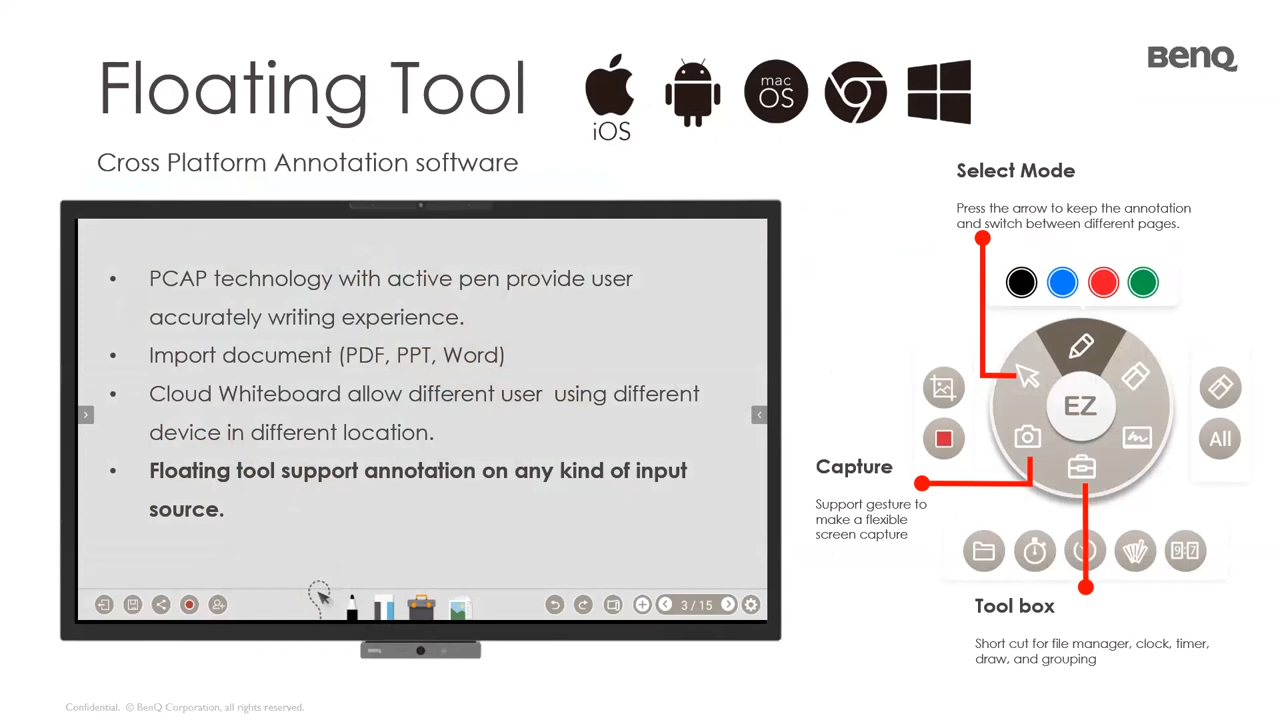 Floating Tool
iOS
mac
OS
BenQ
Cross Platform Annotation software
Select Mode
Press the arrow to keep the annotation
and switch between different pages.
• PCAP technology with active pen provide user
accurately writing experience.
• Import document (PDF, PPT, Word)
• Cloud Whiteboard allow different user using different
device in different location.
• Floating tool support annotation on any kind of input
source.
3 / 15
BenQ
EZ
All
Capture
Support gesture to
make a flexible
screen capture
9:7
Tool box
Short cut for file manager, clock, timer,
draw, and grouping
Confidential. © BenQ Corporation, all rights reserved.